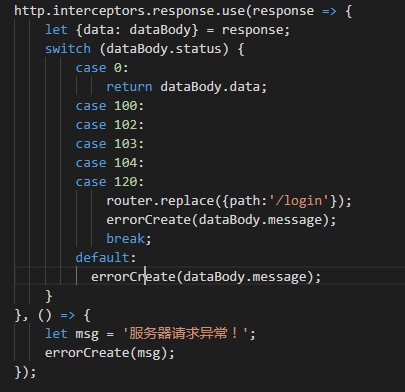 http.interceptors.response.use(response => {
let {data: dataBody} = response;
switch (dataBody.status) {
case 0:
return dataBody.data;
case 100:
case 102:
case 103:
case 104:
case 120:
router.replace({path:'/login'});
errorCreate(dataBody.message);
break;
default:
errorCreate(dataBody.message);
}
}, () => {
let msg = '服务器请求异常！';
errorCreate(msg);
});